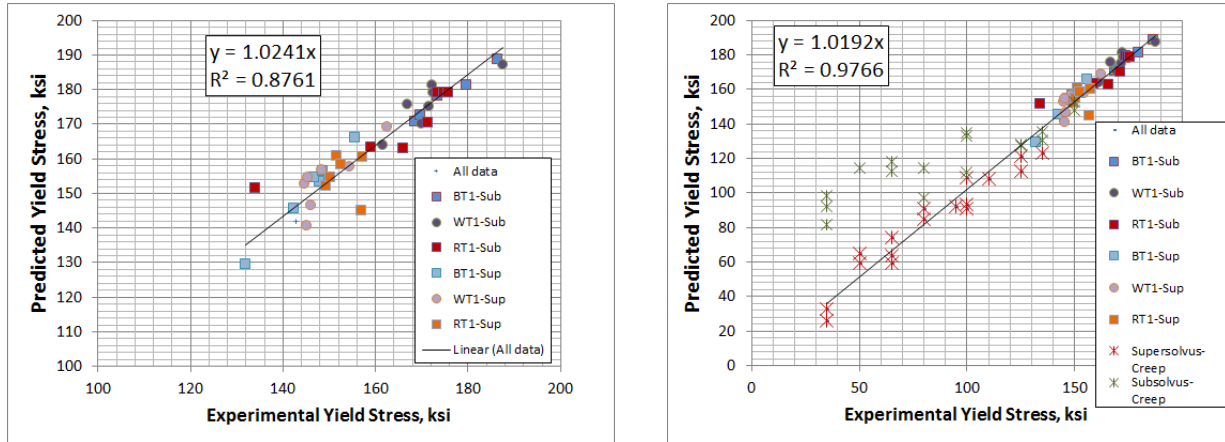 200
190
180
170
160
150
140
130
120
110
100
Predicted Yield Stress, ksi
y = 1.0241x
R² = 0.8761
All data
BT1-Sub
WT1-Sub
RT1-Sub
BT1-Sup
WT1-Sup
RT1-Sup
Linear (All data)
100 120 140 160 180 200
Experimental Yield Stress, ksi
200
180
160
140
120
100
80
60
40
20
0
Predicted Yield Stress, ksi
y = 1.0192x
R² = 0.9766
All data
BT1-Sub
WT1-Sub
RT1-Sub
BT1-Sup
WT1-Sup
RT1-Sup
Supersolvus-
Creep
Subsolvus-
Creep
0 50 100 150
Experimental Yield Stress, ksi